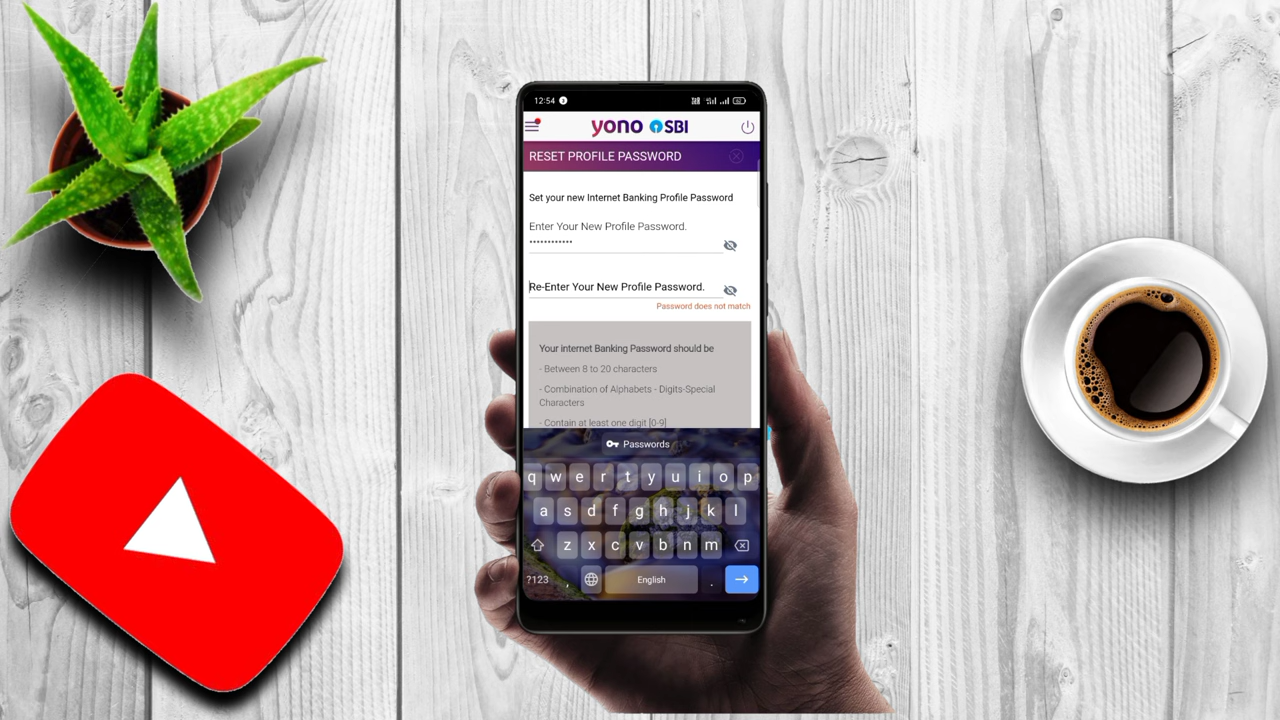 12:54
yono SBI
RESET PROFILE PASSWORD
Set your new Internet Banking Profile Password
Enter Your New Profile Password.
••••••••••••
Re-Enter Your New Profile Password.
Password does not match
Your internet Banking Password should be
- Between 8 to 20 characters
- Combination of Alphabets - Digits-Special
Characters
- Contain at least one digit [0-9]
Passwords
q w e r t y u i o p
a s d f g h j k l
z x c v b n m
?123 , English .